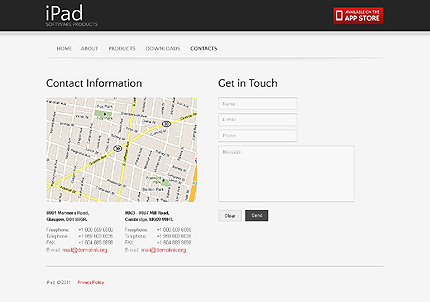 iPad
SOFTWARE PRODUCTS
AVAILABLE ON THE
APP STORE
HOME ABOUT PRODUCTS DOWNLOADS CONTACTS
Contact Information
Get in Touch
Name
E-mail
Phone
Message
Clear Send
8901 Marmora Road,
Glasgow, D04 89GR.
Freephone: +1 800 559 6580
Telephone: +1 959 603 6035
FAX: +1 504 889 9898
E-mail: mail@demolink.org
9863 - 9867 Mill Road,
Cambridge, MG09 99HT.
Freephone: +1 800 559 6580
Telephone: +1 959 603 6035
FAX: +1 504 889 9898
E-mail: mail@demolink.org
iPad © 2011 Privacy Policy